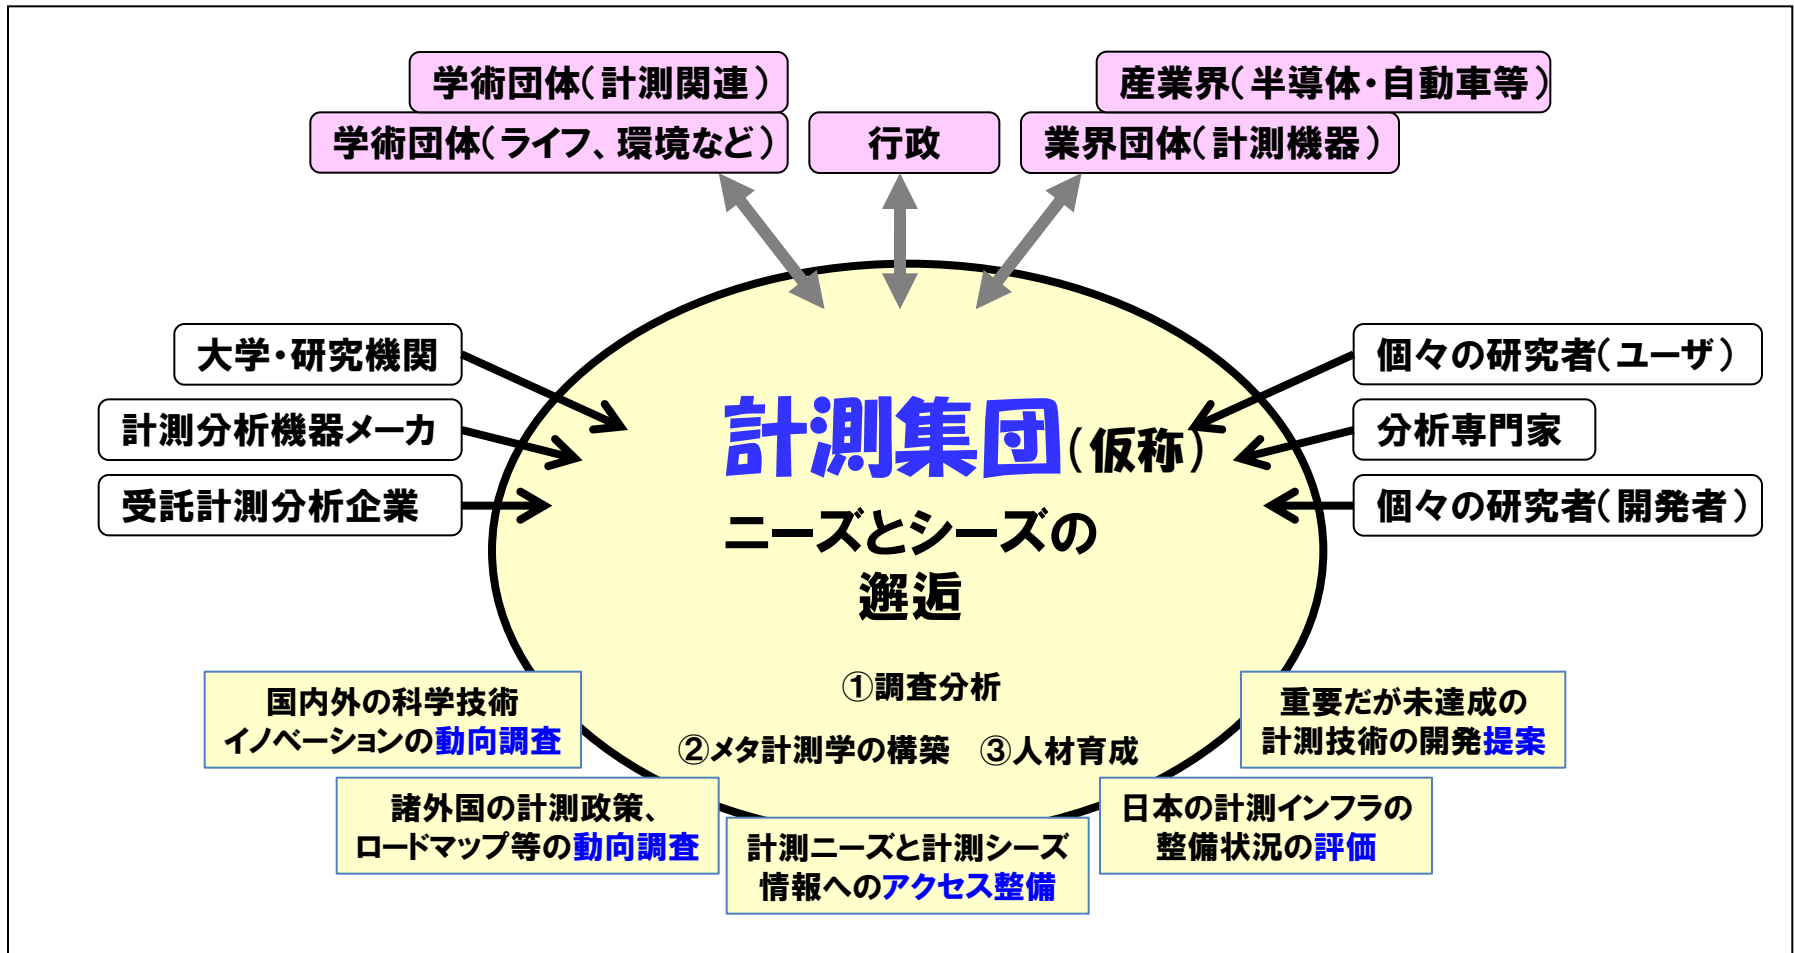 学術団体（計測関連）
産業界（半導体・自動車等）
学術団体（ライフ、環境など）
行政
業界団体（計測機器）
大学・研究機関
計測分析機器メーカ
受託計測分析企業
個々の研究者（ユーザ）
分析専門家
個々の研究者（開発者）
計測集団（仮称）
ニーズとシーズの
邂逅
①調査分析
②メタ計測学の構築
③人材育成
国内外の科学技術
イノベーションの動向調査
諸外国の計測政策、
ロードマップ等の動向調査
計測ニーズと計測シーズ
情報へのアクセス整備
日本の計測インフラの
整備状況の評価
重要だが未達成の
計測技術の開発提案